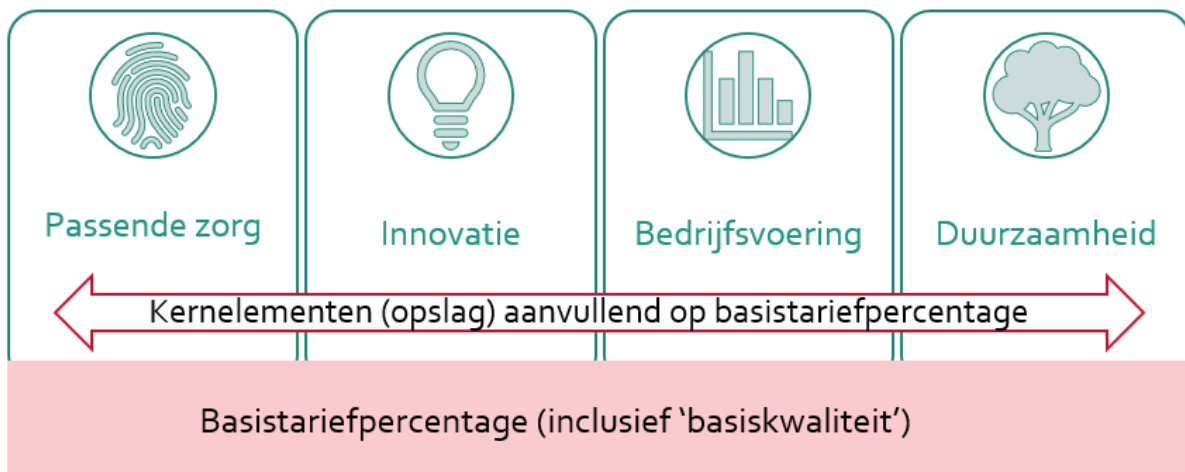 Passende zorg
Innovatie
Bedrijfsvoering
Duurzaamheid
Kernelementen (opslag) aanvullend op basistariefpercentage
Basistariefpercentage (inclusief ‘basiskwaliteit’)